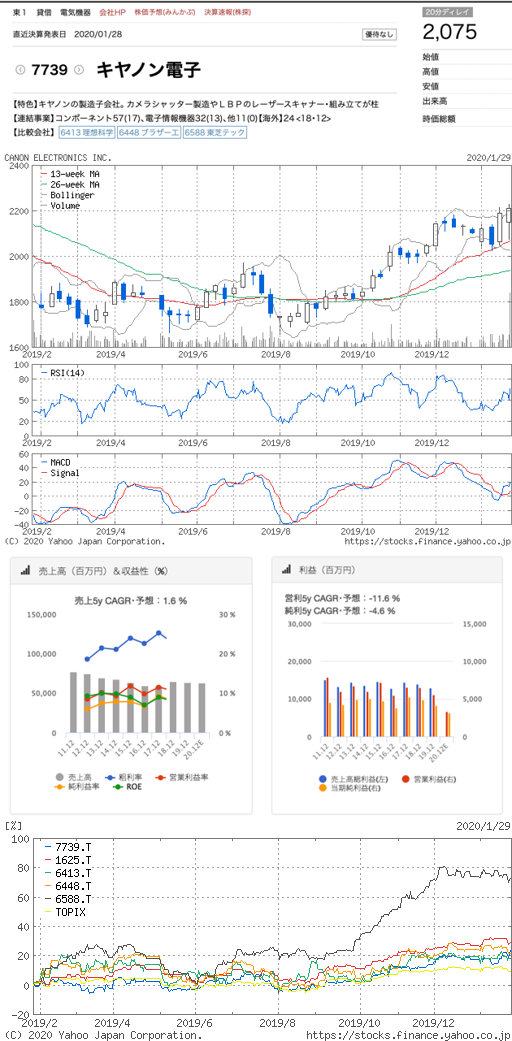 東1 貸借 電気機器 会社HP 株価予想(みんかぶ) 決算速報(株探)
直近決算発表日 2020/01/28
優待なし
7739 キヤノン電子
20分ディレイ
2,075
始値
高値
安値
出来高
時価総額
【特色】キヤノンの製造子会社。カメラシャッター製造やLBPのレーザースキャナー・組み立てが柱
【連結事業】コンポーネント57(17)、電子情報機器32(13)、他11(0)【海外】24 <18・12>
【比較会社】 6413 理想科学 6448 ブラザー工 6588 東芝テック
CANON ELECTRONICS INC. 2020/1/29
2400
2200
2000
1800
1600
13-week MA
26-week MA
Bollinger
Volume
2019/2 2019/4 2019/6 2019/8 2019/10 2019/12
100
80
60
40
20
0
RSI(14)
2019/2 2019/4 2019/6 2019/8 2019/10 2019/12
60
40
20
0
-20
-40
MACD
Signal
2019/2 2019/4 2019/6 2019/8 2019/10 2019/12
(C) 2020 Yahoo Japan Corporation. https://stocks.finance.yahoo.co.jp
売上高（百万円）&収益性（%）
売上5y CAGR・予想：1.6 %
150,000
100,000
50,000
0
30 %
20 %
10 %
0 %
11.12 12.12 13.12 14.12 15.12 16.12 17.12 18.12 19.12 20.12E
売上高 粗利率 営業利益率
純利益率 ROE
利益（百万円）
営利5y CAGR・予想：-11.6 %
純利5y CAGR・予想：-4.6 %
30,000
20,000
10,000
0
15,000
10,000
5,000
0
11.12 12.12 13.12 14.12 15.12 16.12 17.12 18.12 19.12 20.12E
売上高総利益(左) 営業利益(右)
当期純利益(右)
[%] 2020/1/29
100
80
60
40
20
0
-20
7739.T
1625.T
6413.T
6448.T
6588.T
TOPIX
2019/2 2019/4 2019/6 2019/8 2019/10 2019/12
(C) 2020 Yahoo Japan Corporation. https://stocks.finance.yahoo.co.jp